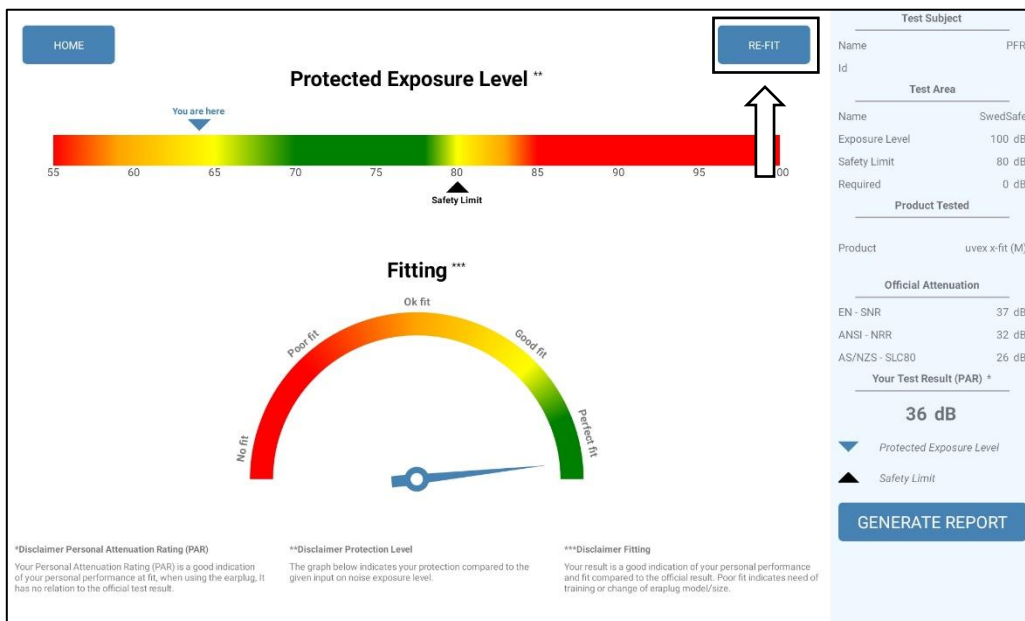 HOME
RE-FIT
Protected Exposure Level **
You are here
55 60 65 70 75 80 85 90 95 00
Safety Limit
Fitting ***
No fit
Poor fit
Ok fit
Good fit
Perfect fit
*Disclaimer Personal Attenuation Rating (PAR)
Your Personal Attenuation Rating (PAR) is a good indication
of your personal performance at fit, when using the earplug, It
has no relation to the official test result.
**Disclaimer Protection Level
The graph below indicates your protection compared to the
given input on noise exposure level.
***Disclaimer Fitting
Your result is a good indication of your personal performance
and fit compared to the official result. Poor fit indicates need of
training or change of eraplug model/size.
Test Subject
Name PFR
Id
Test Area
Name SwedSafe
Exposure Level 100 dB
Safety Limit 80 dB
Required 0 dB
Product Tested
Product uvex x-fit (M)
Official Attenuation
EN - SNR 37 dB
ANSI - NRR 32 dB
AS/NZS - SLC80 26 dB
Your Test Result (PAR) *
36 dB
Protected Exposure Level
Safety Limit
GENERATE REPORT